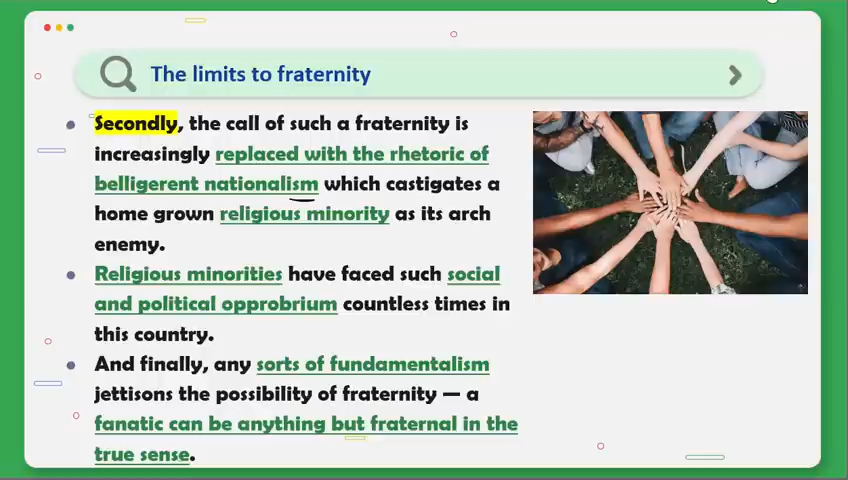 The limits to fraternity
Secondly, the call of such a fraternity is
increasingly replaced with the rhetoric of
belligerent nationalism which castigates a
home grown religious minority as its arch
enemy.
Religious minorities have faced such social
and political opprobrium countless times in
this country.
And finally, any sorts of fundamentalism
jettisons the possibility of fraternity — a
fanatic can be anything but fraternal in the
true sense.